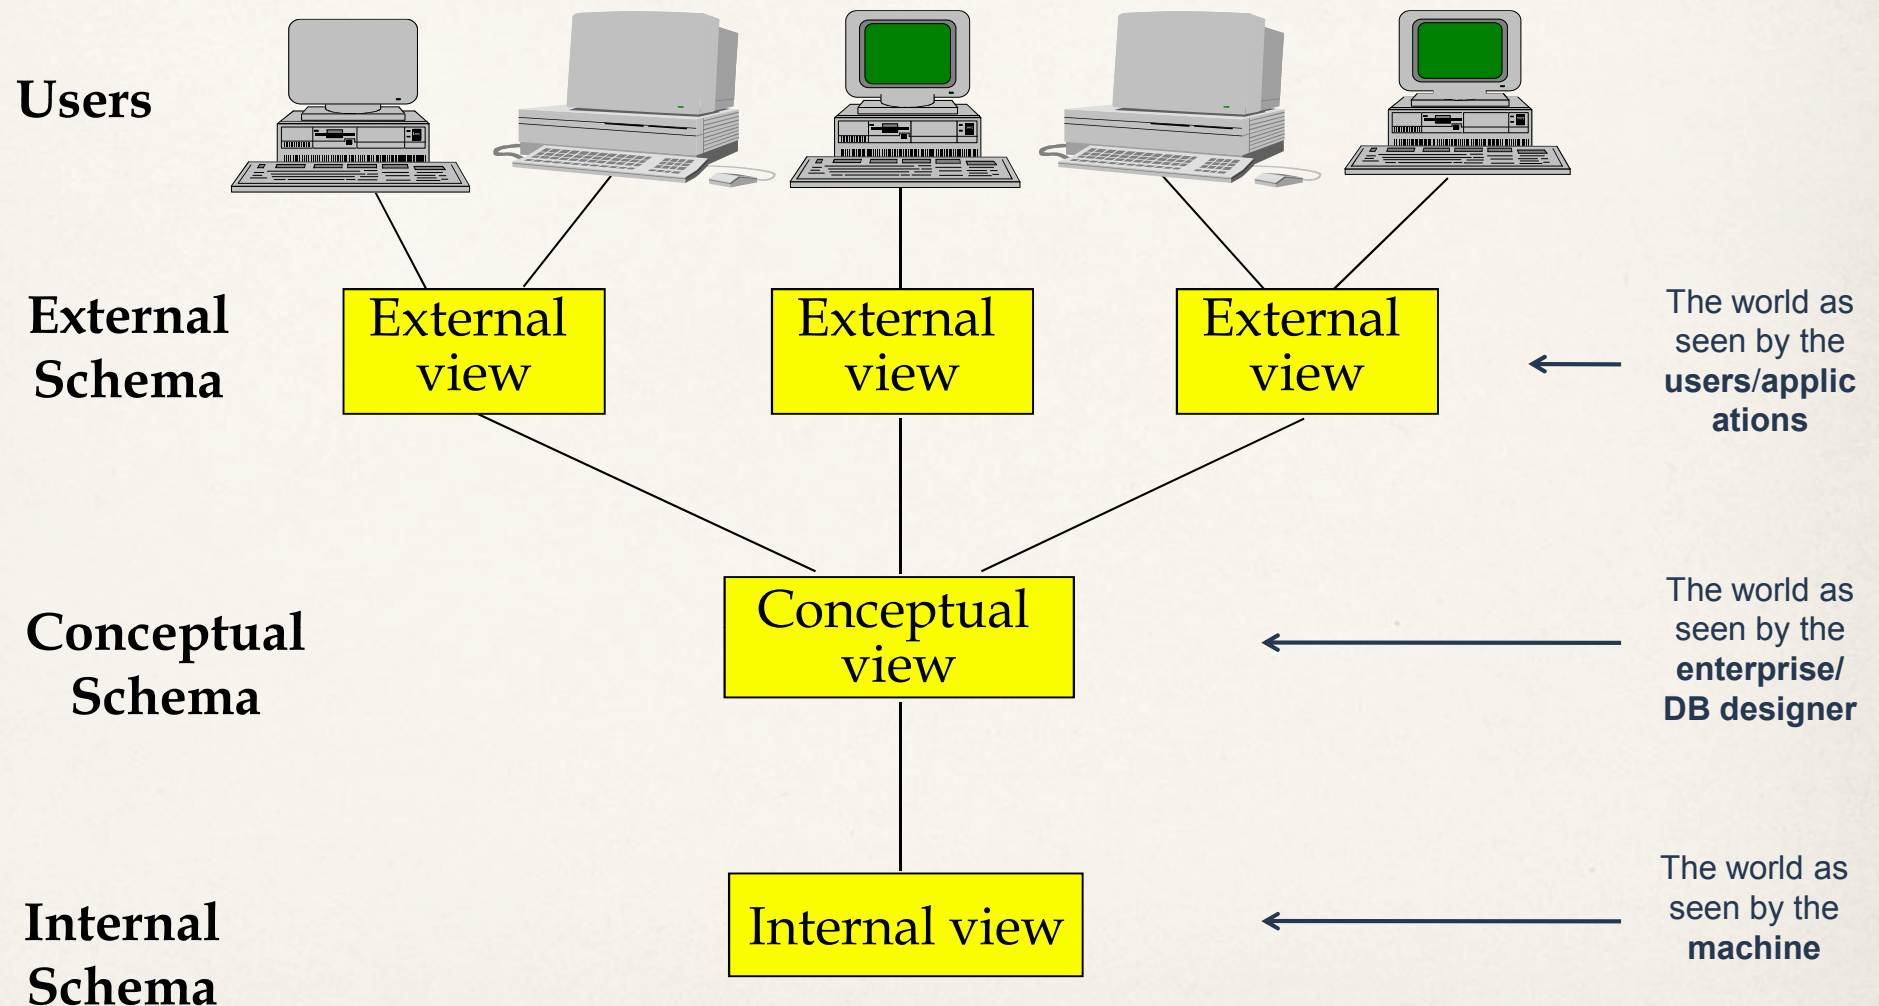 Users
External
Schema
External
view
External
view
External
view
The world as
seen by the
users/applic
ations
Conceptual
Schema
Conceptual
view
The world as
seen by the
enterprise/
DB designer
Internal
Schema
Internal view
The world as
seen by the
machine